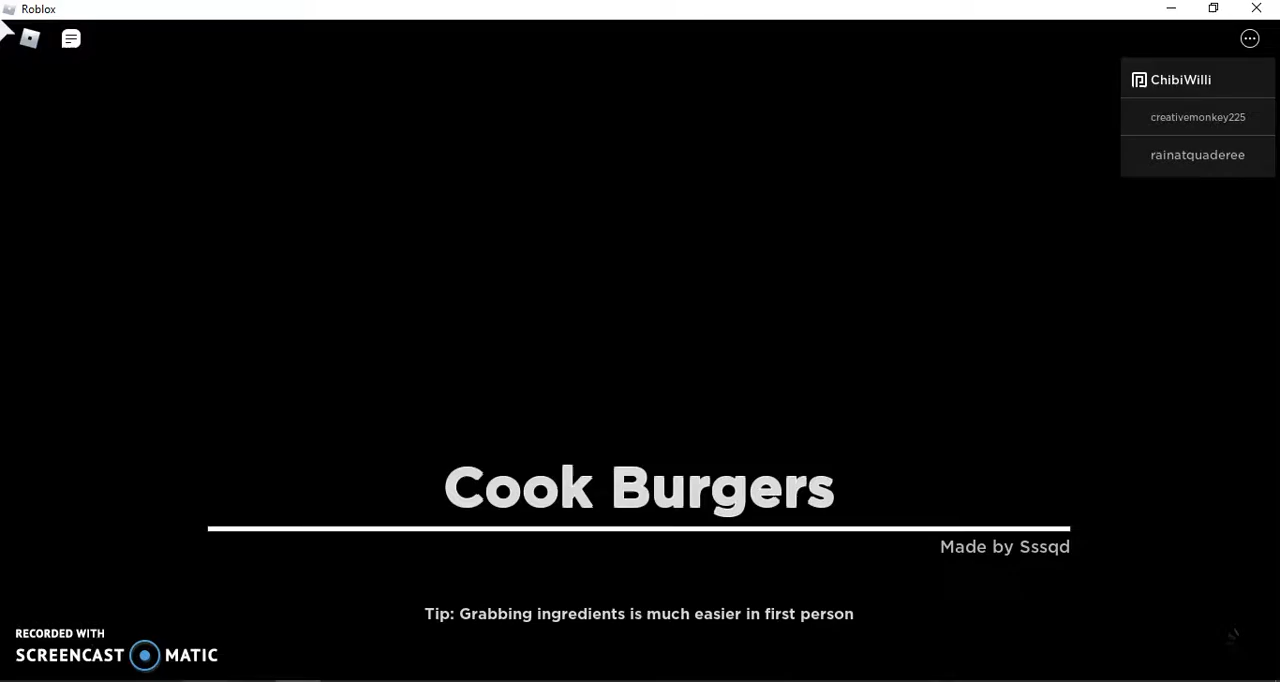 Roblox
ChibiWilli
creativemonkey225
rainatquaderee
Cook Burgers
Made by Sssqd
Tip: Grabbing ingredients is much easier in first person
RECORDED WITH
SCREENCAST MATIC